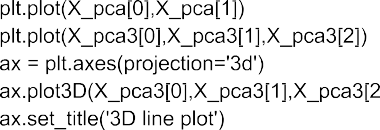 plt.plot(X_pca[0],X_pca[1])
plt.plot(X_pca3[0],X_pca3[1],X_pca3[2])
ax = plt.axes(projection='3d')
ax.plot3D(X_pca3[0],X_pca3[1],X_pca3[2
ax.set_title('3D line plot')